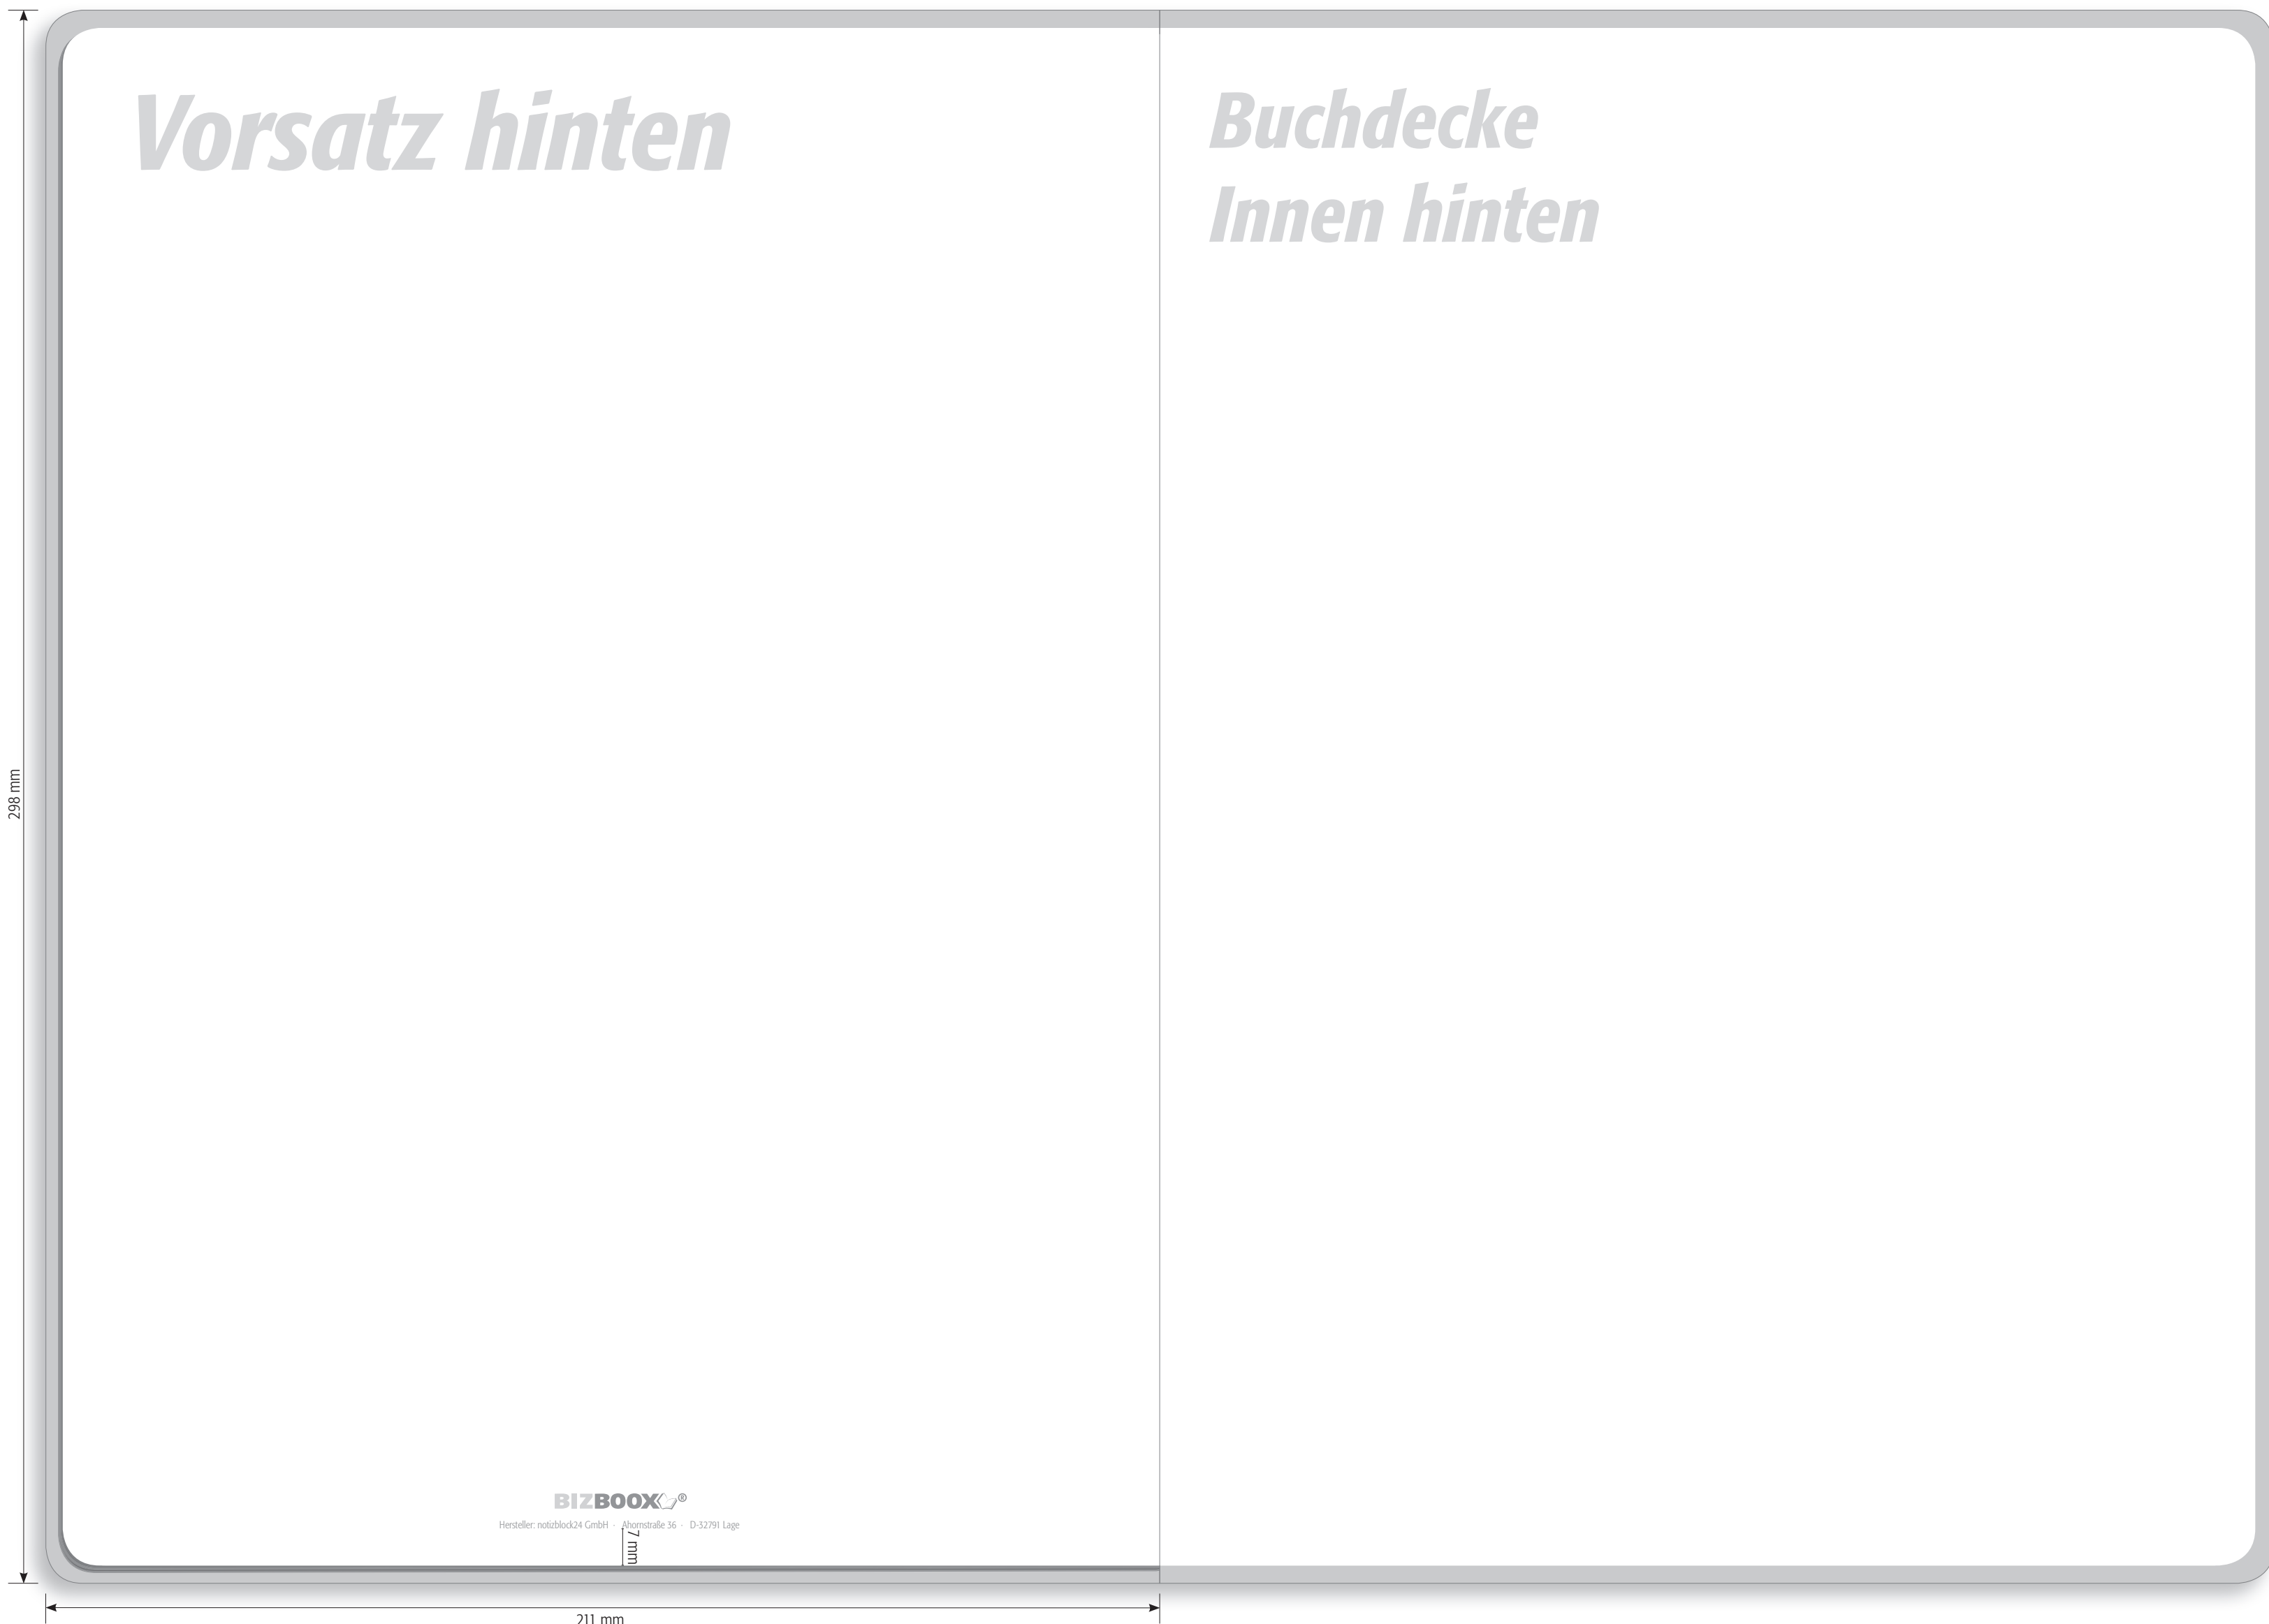 Vorsatz hinten
Buchdecke
Innen hinten
298 mm
BIZBOOX®
Hersteller: notizblock24 GmbH · Ahornstraße 36 · D-32791 Lage
7 mm
211 mm